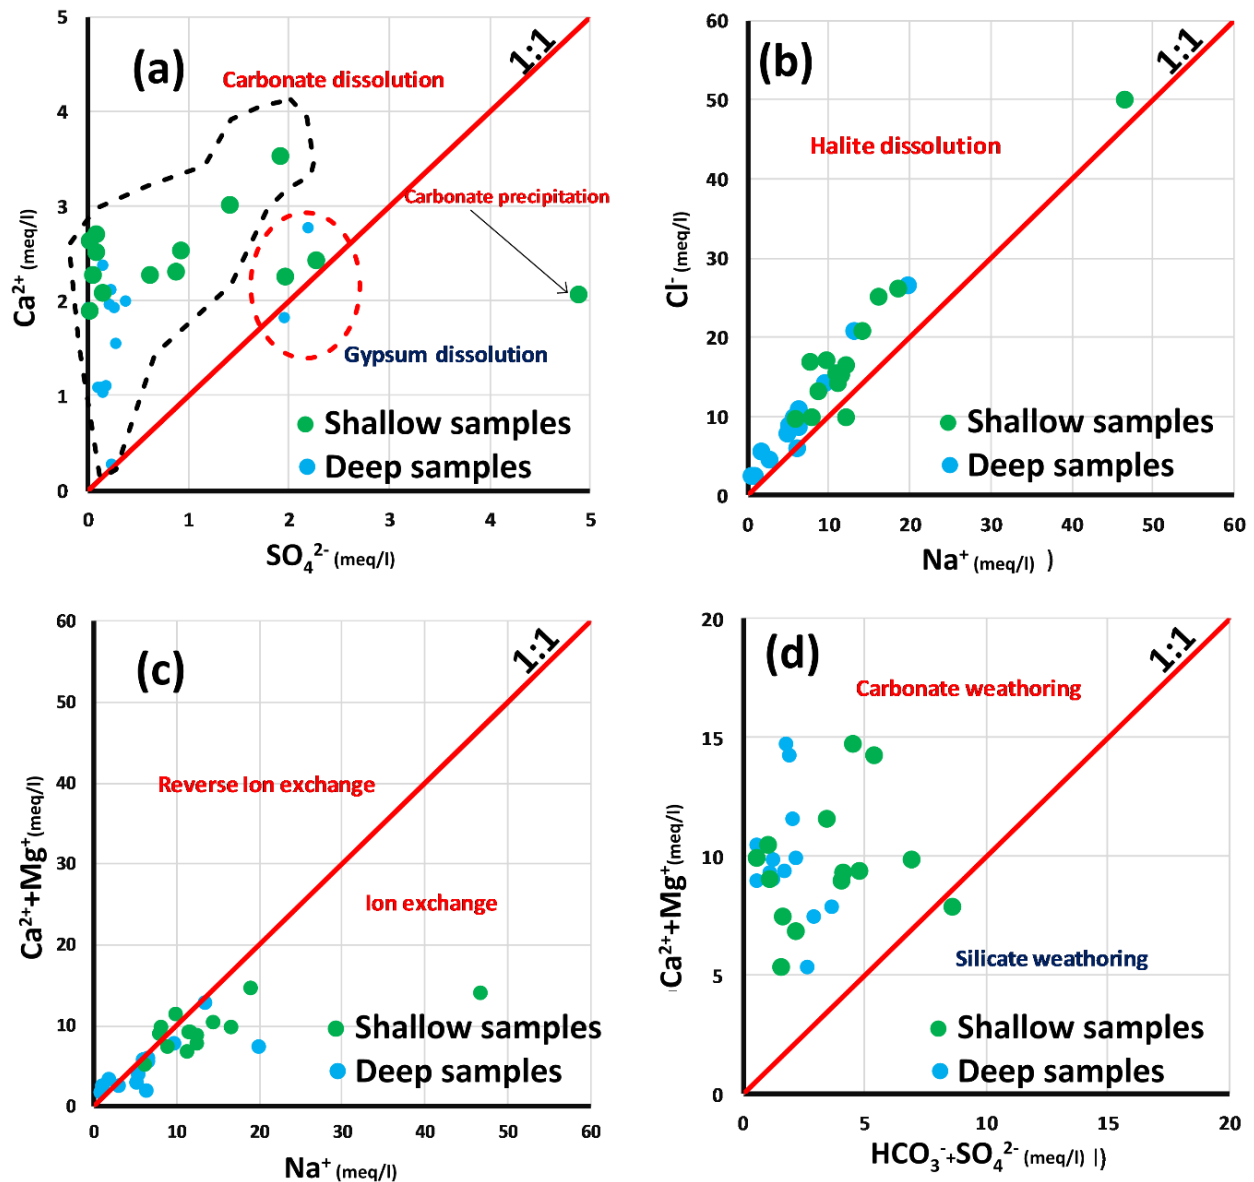 (a)
1:1
Carbonate dissolution
Carbonate precipitation
Gypsum dissolution
Shallow samples
Deep samples
5
4
3
2
1
0
0 1 2 3 4 5
Ca²⁺ (meq/l)
SO₄²⁻ (meq/l)
(b)
1:1
Halite dissolution
Shallow samples
Deep samples
60
50
40
30
20
10
0
0 10 20 30 40 50 60
Cl⁻ (meq/l)
Na⁺ (meq/l) )
(c)
1:1
Reverse Ion exchange
Ion exchange
Shallow samples
Deep samples
60
50
40
30
20
10
0
0 10 20 30 40 50 60
Ca²⁺+Mg⁺(meq/l)
Na⁺ (meq/l)
(d)
1:1
Carbonate weathoring
Silicate weathoring
Shallow samples
Deep samples
20
15
10
5
0
0 5 10 15 20
Ca²⁺+Mg⁺(meq/l)
HCO₃⁻+SO₄²⁻ (meq/l) l)